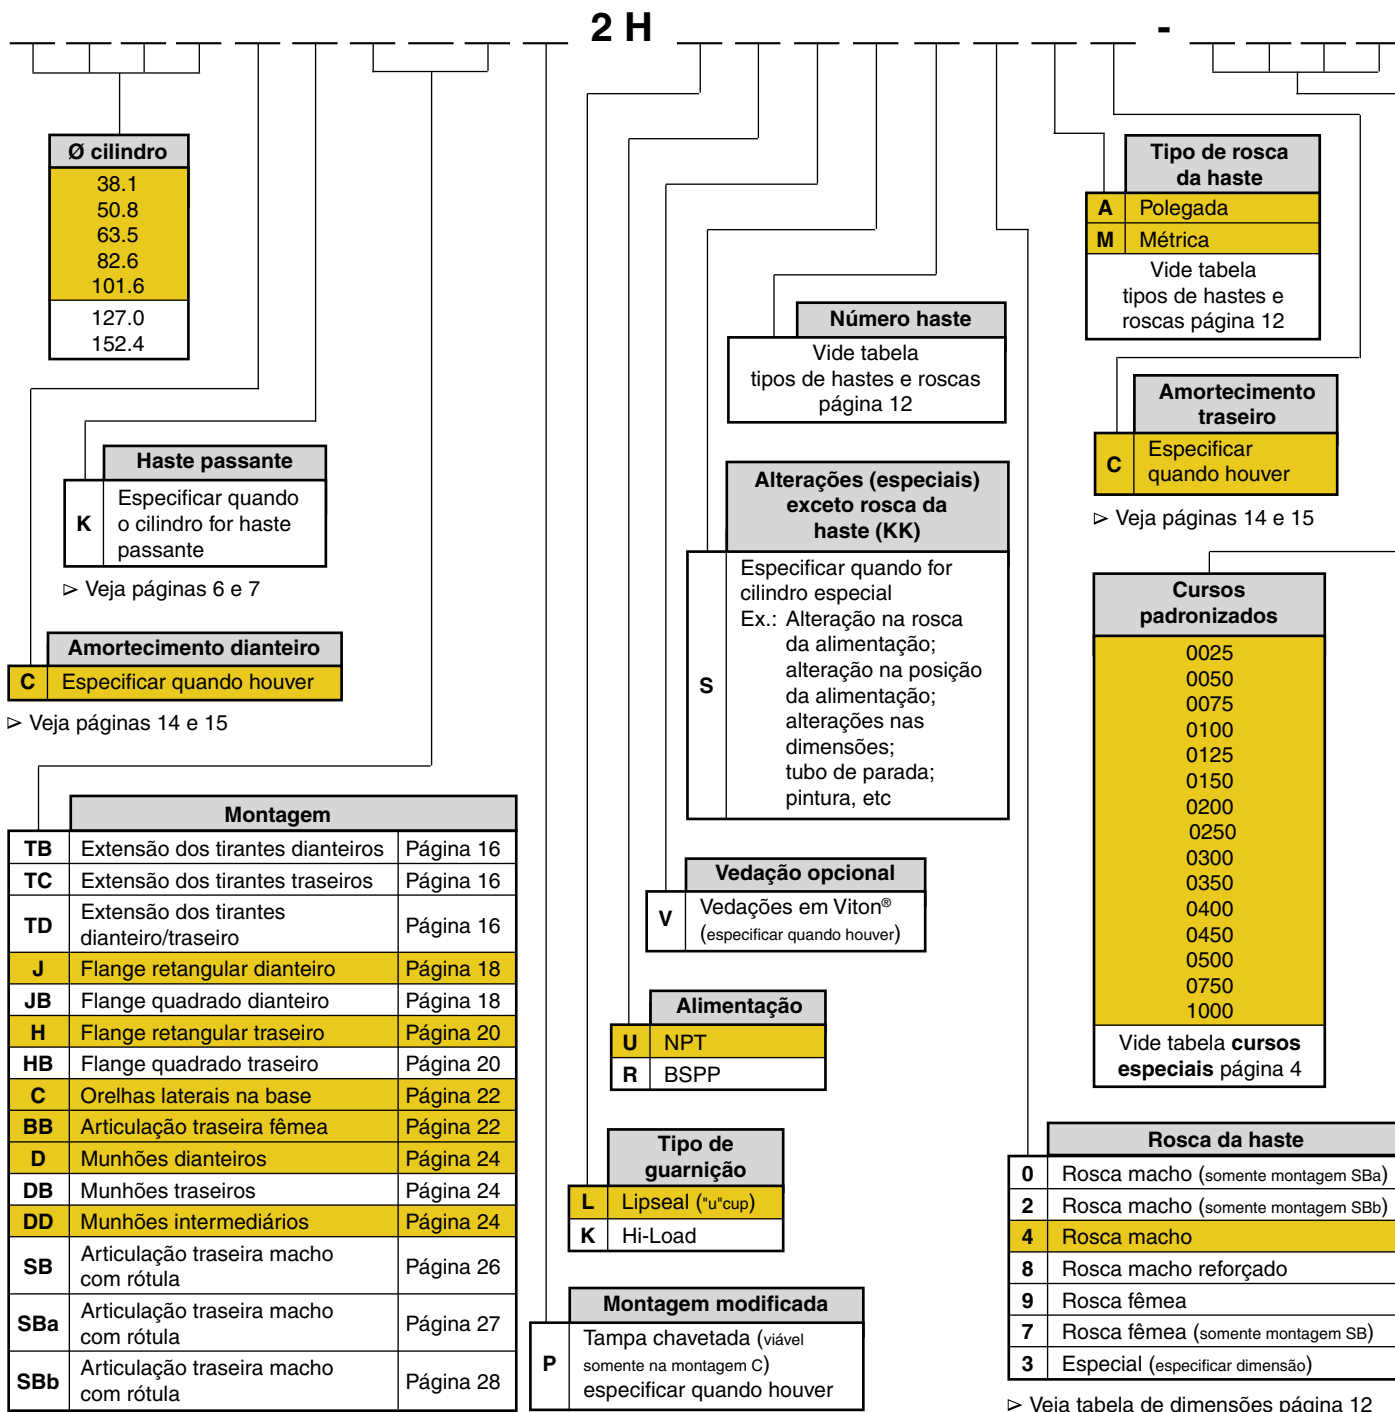 2 H -
Ø cilindro
38.1
50.8
63.5
82.6
101.6
127.0
152.4
Haste passante
K Especificar quando
o cilindro for haste
passante
▷ Veja páginas 6 e 7
Amortecimento dianteiro
C Especificar quando houver
▷ Veja páginas 14 e 15
Montagem
TB Extensão dos tirantes dianteiros Página 16
TC Extensão dos tirantes traseiros Página 16
TD Extensão dos tirantes
dianteiro/traseiro Página 16
J Flange retangular dianteiro Página 18
JB Flange quadrado dianteiro Página 18
H Flange retangular traseiro Página 20
HB Flange quadrado traseiro Página 20
C Orelhas laterais na base Página 22
BB Articulação traseira fêmea Página 22
D Munhões dianteiros Página 24
DB Munhões traseiros Página 24
DD Munhões intermediários Página 24
SB Articulação traseira macho
com rótula Página 26
SBa Articulação traseira macho
com rótula Página 27
SBb Articulação traseira macho
com rótula Página 28
Montagem modificada
P Tampa chavetada (viável
somente na montagem C)
especificar quando houver
Tipo de
guarnição
L Lipseal ("u"cup)
K Hi-Load
Alimentação
U NPT
R BSPP
Vedação opcional
V Vedações em Viton®
(especificar quando houver)
Alterações (especiais)
exceto rosca da
haste (KK)
S Especificar quando for
cilindro especial
Ex.: Alteração na rosca
da alimentação;
alteração na posição
da alimentação;
alterações nas
dimensões;
tubo de parada;
pintura, etc
Número haste
Vide tabela
tipos de hastes e roscas
página 12
Tipo de rosca
da haste
A Polegada
M Métrica
Vide tabela
tipos de hastes e
roscas página 12
Amortecimento
traseiro
C Especificar
quando houver
▷ Veja páginas 14 e 15
Cursos
padronizados
0025
0050
0075
0100
0125
0150
0200
0250
0300
0350
0400
0450
0500
0750
1000
Vide tabela cursos
especiais página 4
Rosca da haste
0 Rosca macho (somente montagem SBa)
2 Rosca macho (somente montagem SBb)
4 Rosca macho
8 Rosca macho reforçado
9 Rosca fêmea
7 Rosca fêmea (somente montagem SB)
3 Especial (especificar dimensão)
▷ Veja tabela de dimensões página 12